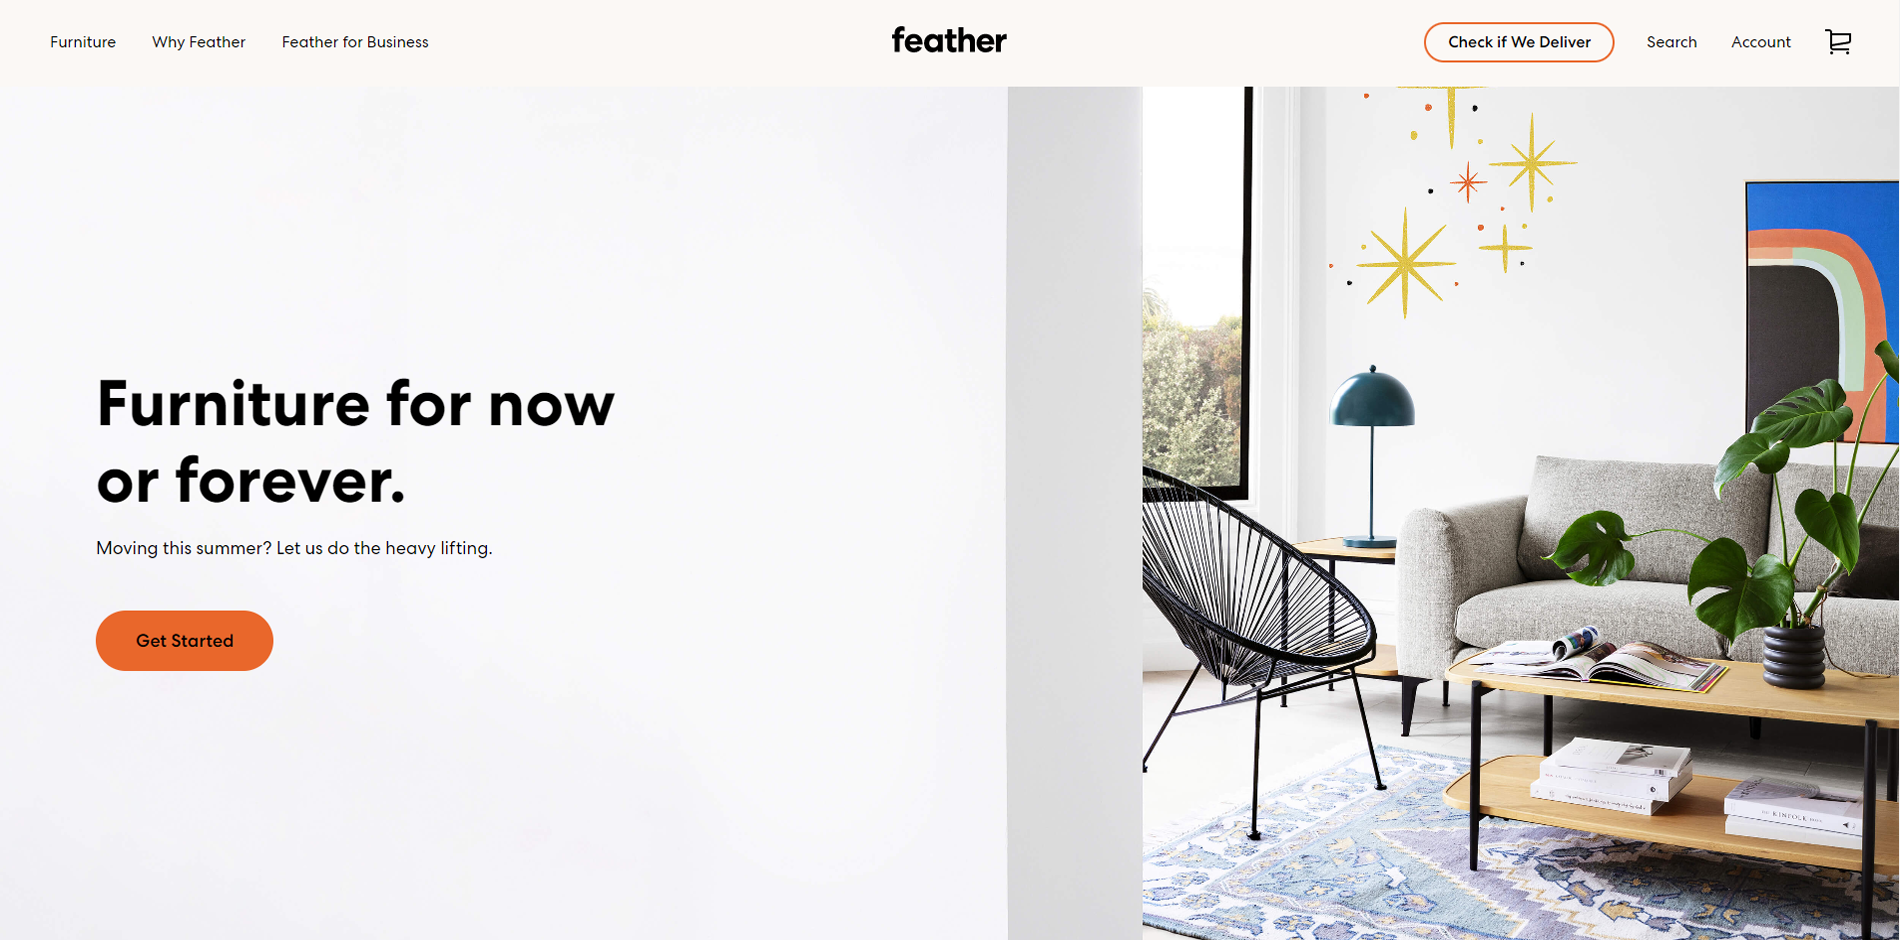 Furniture
Why Feather
Feather for Business
feather
Check if We Deliver
Search
Account
Furniture for now
or forever.
Moving this summer? Let us do the heavy lifting.
Get Started
KINFOLK